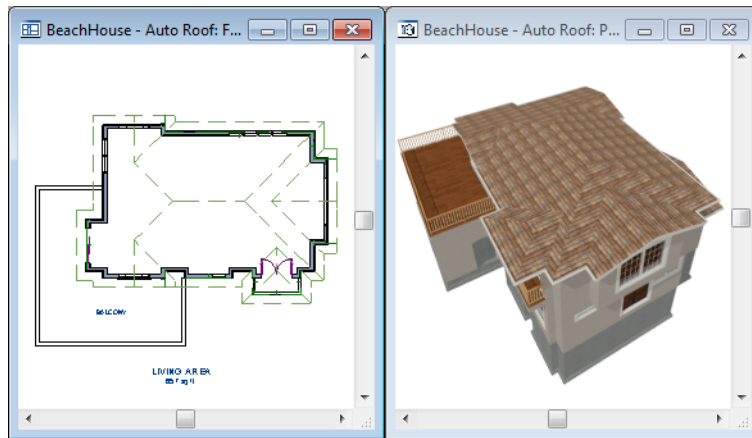 BeachHouse - Auto Roof: F...
BeachHouse - Auto Roof: P...
BALCONY
LIVING AREA